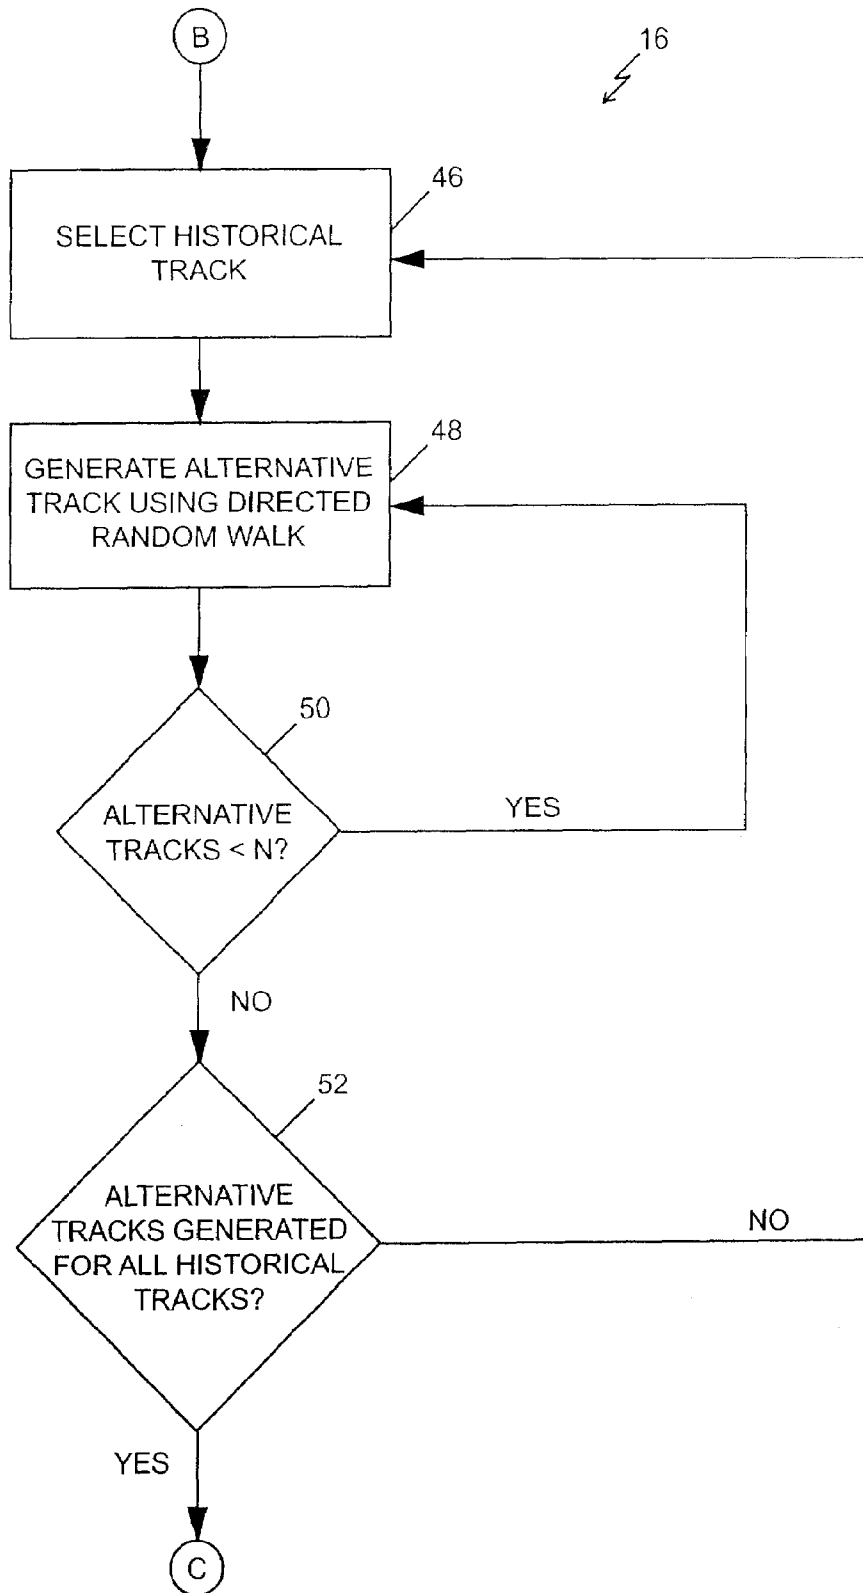 B
16
46
SELECT HISTORICAL
TRACK
48
GENERATE ALTERNATIVE
TRACK USING DIRECTED
RANDOM WALK
50
ALTERNATIVE
TRACKS < N?
YES
NO
52
ALTERNATIVE
TRACKS GENERATED
FOR ALL HISTORICAL
TRACKS?
NO
YES
C